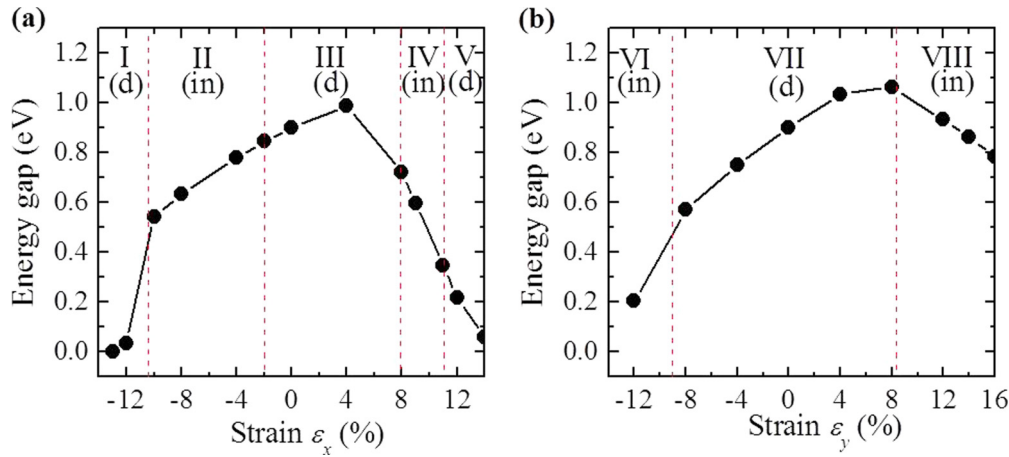 (a)
I
(d)
II
(in)
III
(d)
IV
(in)
V
(d)
1.2
1.0
0.8
0.6
0.4
0.2
0.0
Energy gap (eV)
-12 -8 -4 0 4 8 12
Strain εx (%)
(b)
VI
(in)
VII
(d)
VIII
(in)
1.2
1.0
0.8
0.6
0.4
0.2
0.0
Energy gap (eV)
-12 -8 -4 0 4 8 12 16
Strain εy (%)